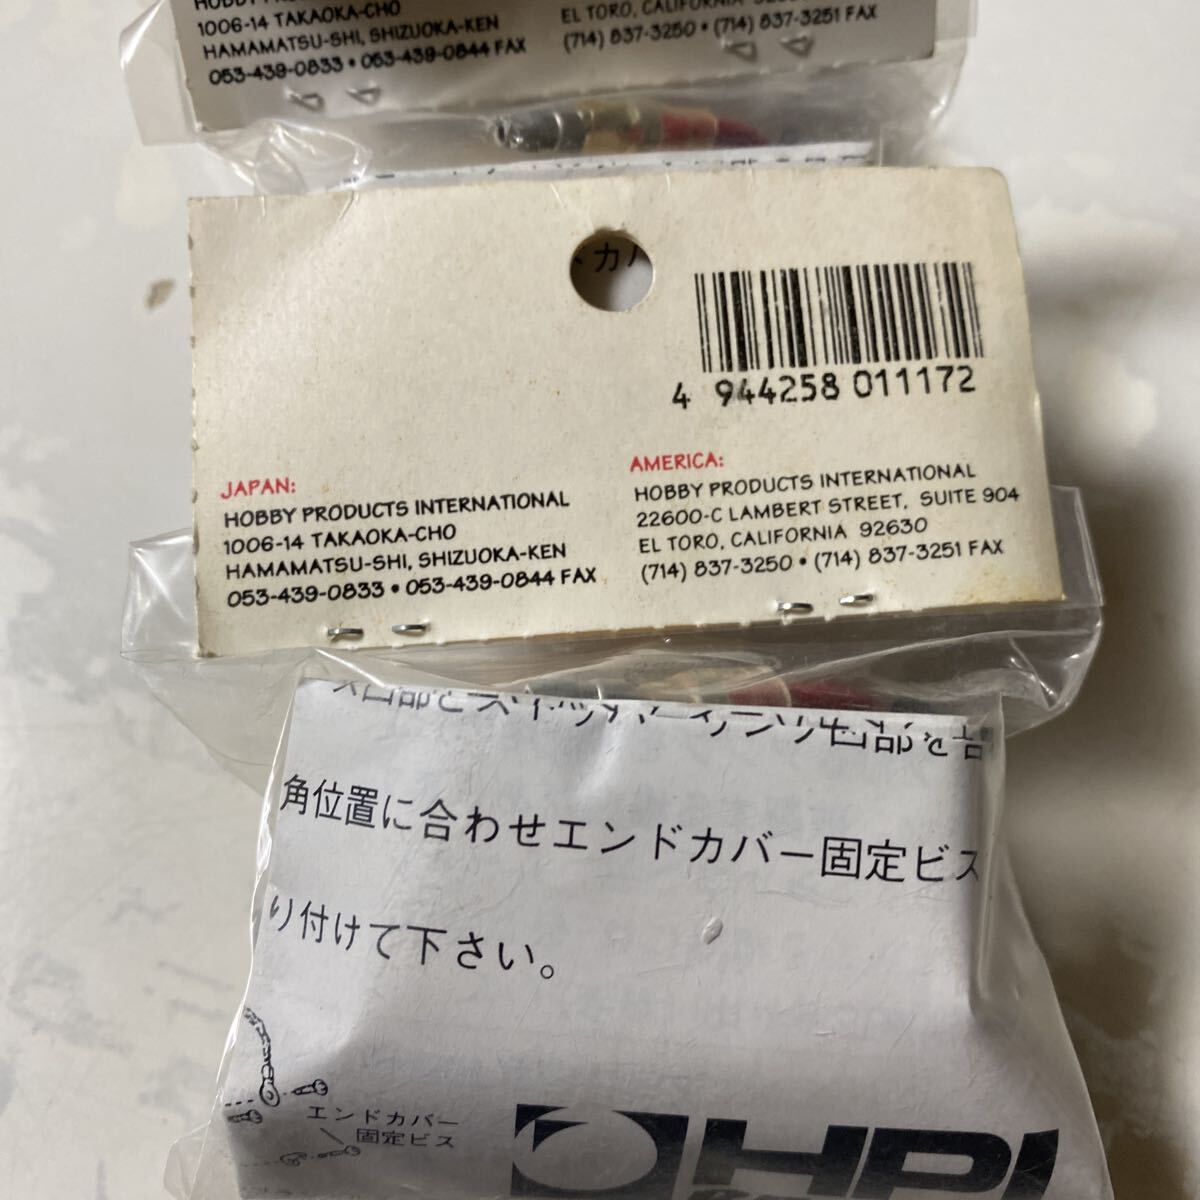 1006-14 TAKAOKA-CHO
HAMAMATSU-SHI, SHIZUOKA-KEN
053-439-0833 • 053-439-0844 FAX
EL TORO, CALIFORNIA
(714) 837-3250 • (714) 837-3251 FAX
4 944258 011172
JAPAN:
HOBBY PRODUCTS INTERNATIONAL
1006-14 TAKAOKA-CHO
HAMAMATSU-SHI, SHIZUOKA-KEN
053-439-0833 • 053-439-0844 FAX
AMERICA:
HOBBY PRODUCTS INTERNATIONAL
22600-C LAMBERT STREET, SUITE 904
EL TORO, CALIFORNIA 92630
(714) 837-3250 • (714) 837-3251 FAX
角位置に合わせエンドカバー固定ビス
り付けて下さい。
エンドカバー
固定ビス
HPI